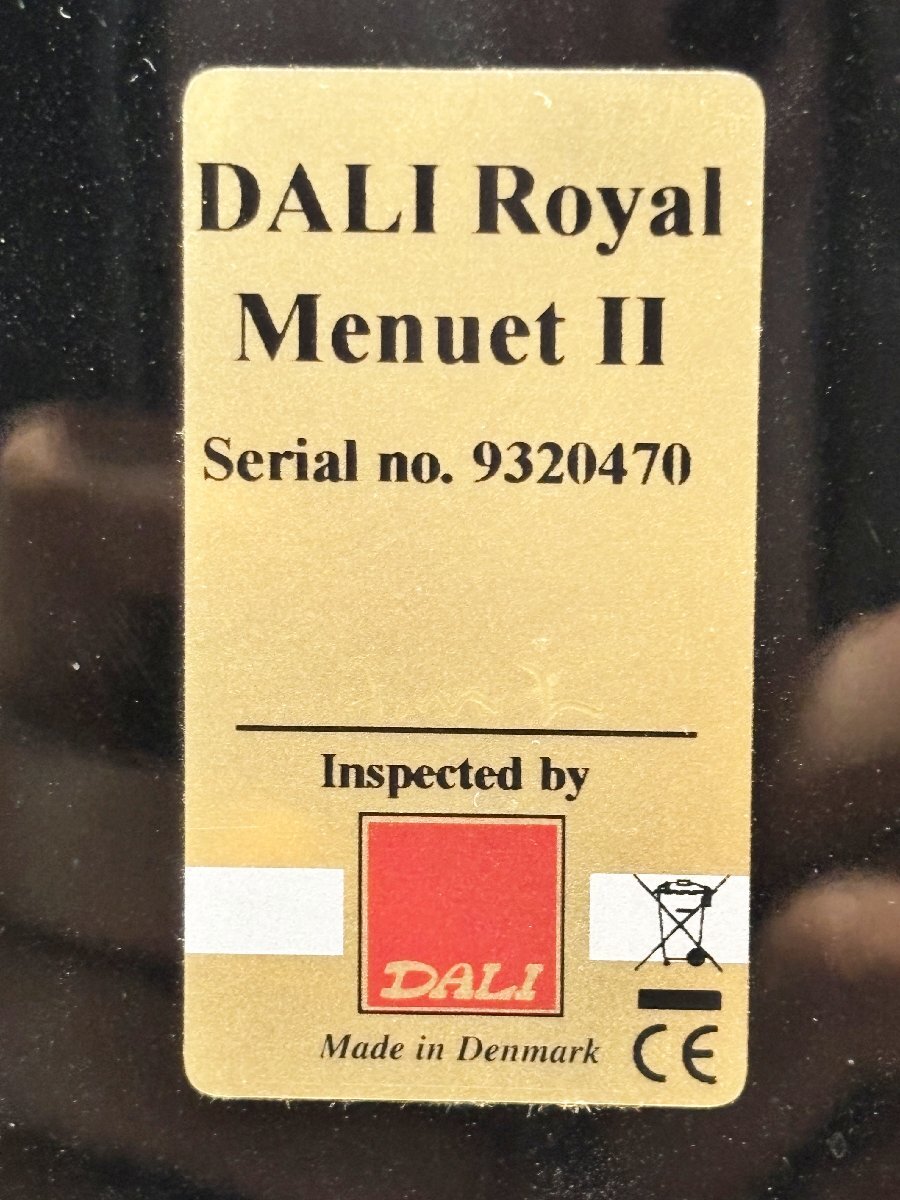 DALI Royal
Menuet II
Serial no. 9320470
Inspected by
DALI
Made in Denmark
CE